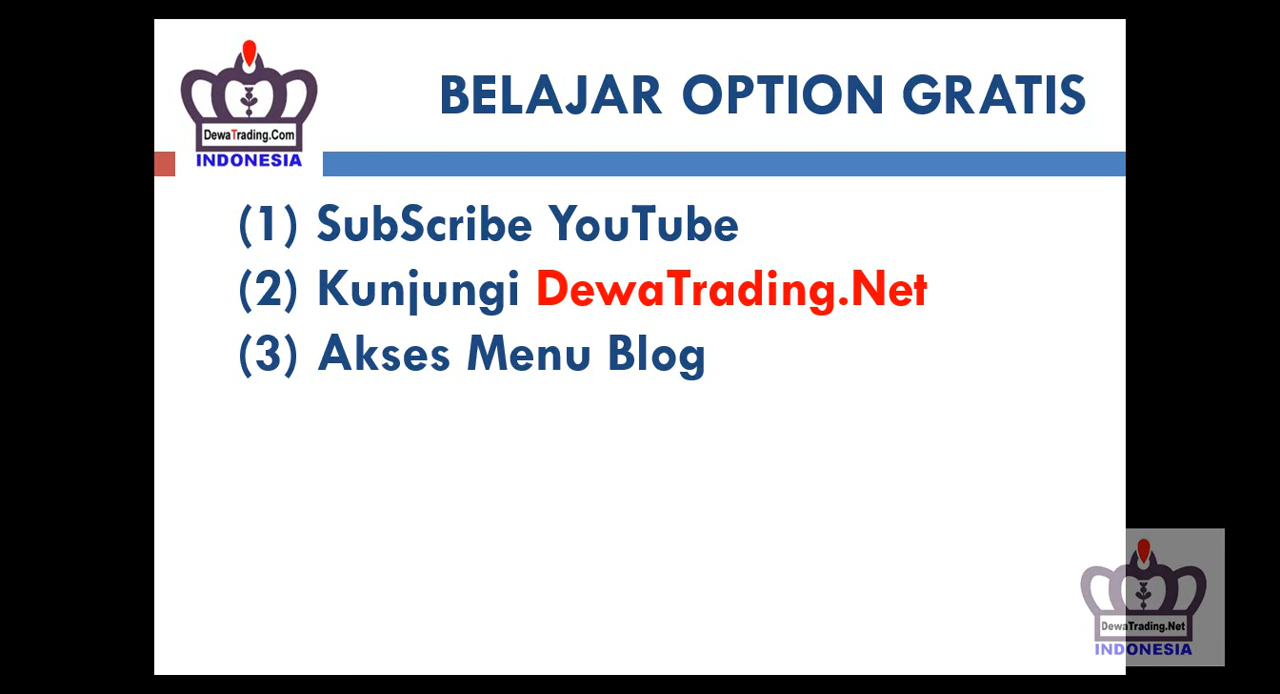 BELAJAR OPTION GRATIS
DewaTrading.Com
INDONESIA
(1) SubScribe YouTube
(2) Kunjungi DewaTrading.Net
(3) Akses Menu Blog
DewaTrading.Net
INDONESIA